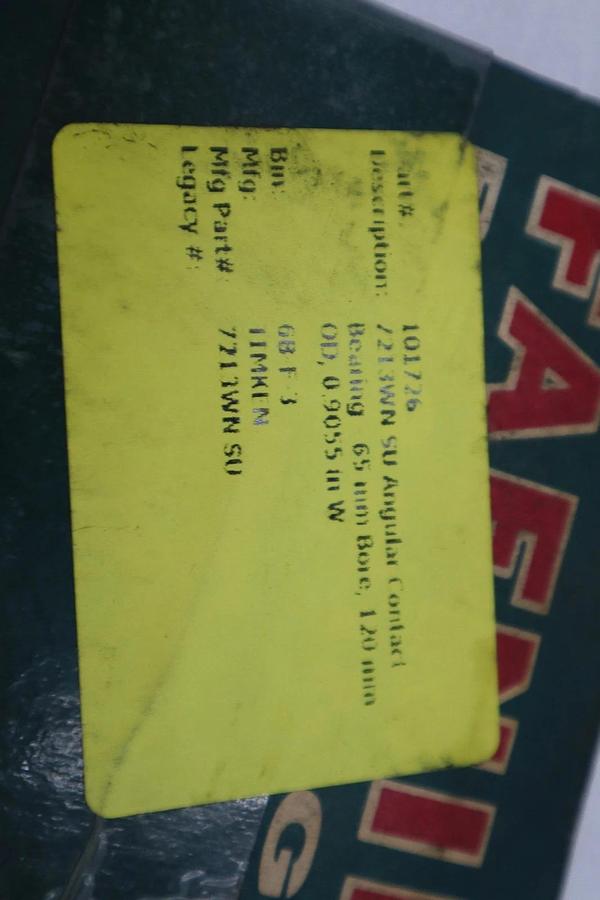 Part#: 101726
Description: 7213WN SU Angular Contact
Bearing 65 mm Bore, 120 mm
OD, 0.9055 in W
Bin: 6B F 3
Mfg: TIMKEN
Mfg Part#: 7213WN SU
Legacy #:
FAFNI
G